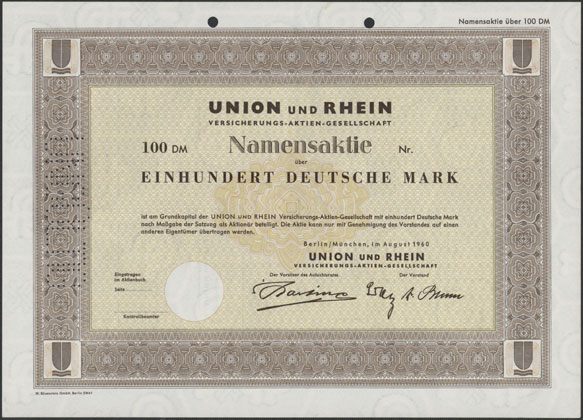 Namensaktie über 100 DM
UNION UND RHEIN
VERSICHERUNGS-AKTIEN-GESELLSCHAFT
100 DM Namensaktie Nr.
über
EINHUNDERT DEUTSCHE MARK
ist am Grundkapital der UNION UND RHEIN Versicherungs-Aktien-Gesellschaft mit einhundert Deutsche Mark
nach Maßgabe der Satzung als Aktionär beteiligt. Die Aktie kann nur mit Genehmigung des Vorstandes auf einen
anderen Eigentümer übertragen werden.
Berlin/München, im August 1960
UNION UND RHEIN
VERSICHERUNGS-AKTIEN-GESELLSCHAFT
Eingetragen Der Vorsitzer des Aufsichtsrates Der Vorstand
im Aktienbuch
Seite
Kontrollbeamter
GmbH, Berlin